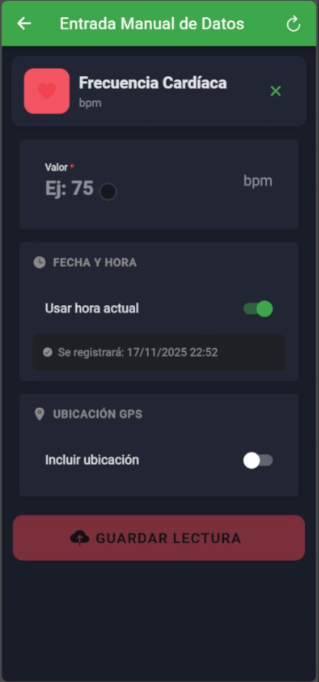 Entrada Manual de Datos
Frecuencia Cardíaca
bpm
Valor *
Ej: 75
bpm
FECHA Y HORA
Usar hora actual
Se registrará: 17/11/2025 22:52
UBICACIÓN GPS
Incluir ubicación
GUARDAR LECTURA